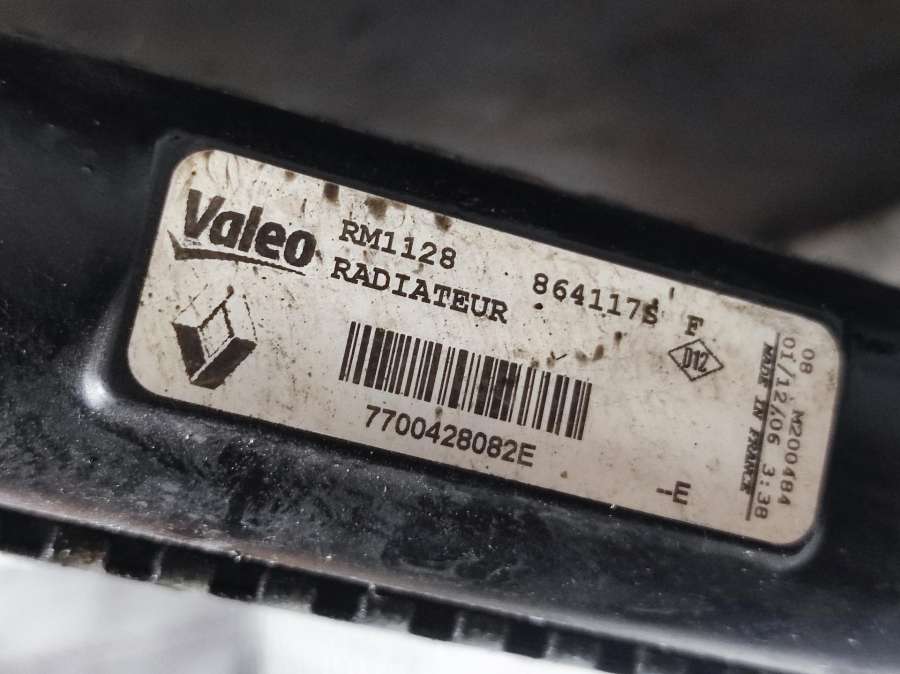 Valeo
RM1128 864117S F
RADIATEUR
D12
7700428082E
E
08 M200484
01/12/06 3:38
MADE IN FRANCE